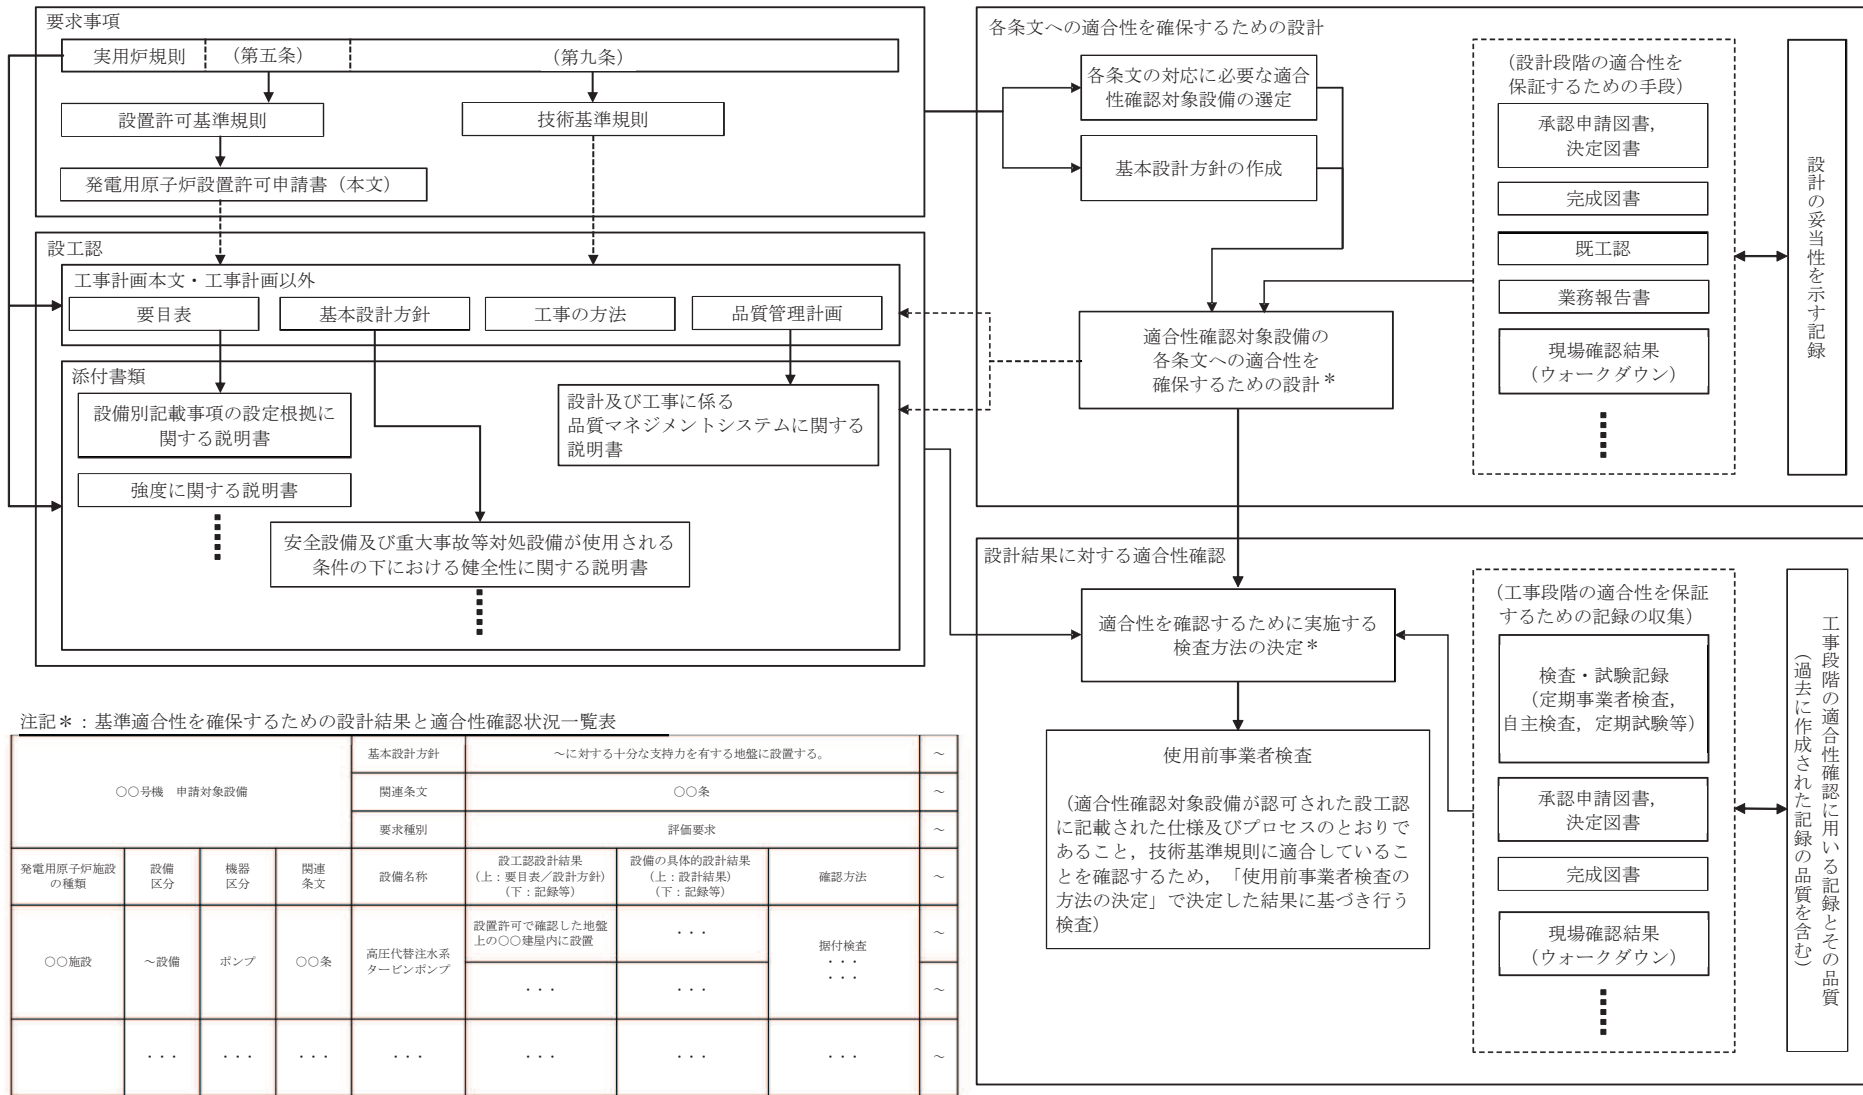 要求事項
実用炉規則
(第五条)
(第九条)
設置許可基準規則
技術基準規則
発電用原子炉設置許可申請書（本文）
設工認
工事計画本文・工事計画以外
要目表
基本設計方針
工事の方法
品質管理計画
添付書類
設備別記載事項の設定根拠に
関する説明書
設計及び工事に係る
品質マネジメントシステムに関する
説明書
強度に関する説明書
安全設備及び重大事故等対処設備が使用される
条件の下における健全性に関する説明書
各条文への適合性を確保するための設計
各条文の対応に必要な適合
性確認対象設備の選定
基本設計方針の作成
適合性確認対象設備の
各条文への適合性を
確保するための設計＊
（設計段階の適合性を
保証するための手段）
承認申請図書，
決定図書
完成図書
既工認
業務報告書
現場確認結果
（ウォークダウン）
設計の妥当性を示す記録
設計結果に対する適合性確認
適合性を確認するために実施する
検査方法の決定＊
使用前事業者検査
（適合性確認対象設備が認可された設工認
に記載された仕様及びプロセスのとおりで
あること，技術基準規則に適合しているこ
とを確認するため，「使用前事業者検査の
方法の決定」で決定した結果に基づき行う
検査）
（工事段階の適合性を保証
するための記録の収集）
検査・試験記録
（定期事業者検査，
自主検査，定期試験等）
承認申請図書，
決定図書
完成図書
現場確認結果
（ウォークダウン）
工事段階の適合性確認に用いる記録とその品質
（過去に作成された記録の品質を含む）
注記＊：基準適合性を確保するための設計結果と適合性確認状況一覧表
○○号機　申請対象設備
基本設計方針
～に対する十分な支持力を有する地盤に設置する。
～
関連条文
○○条
～
要求種別
評価要求
～
発電用原子炉施設
の種類
設備
区分
機器
区分
関連
条文
設備名称
設工認設計結果
（上：要目表／設計方針）
（下：記録等）
設備の具体的設計結果
（上：設計結果）
（下：記録等）
確認方法
～
○○施設
～設備
ポンプ
○○条
高圧代替注水系
タービンポンプ
設置許可で確認した地盤
上の○○建屋内に設置
・・・
据付検査
・・・
・・・
～
・・・
・・・
～
・・・
・・・
・・・
・・・
・・・
・・・
・・・
～